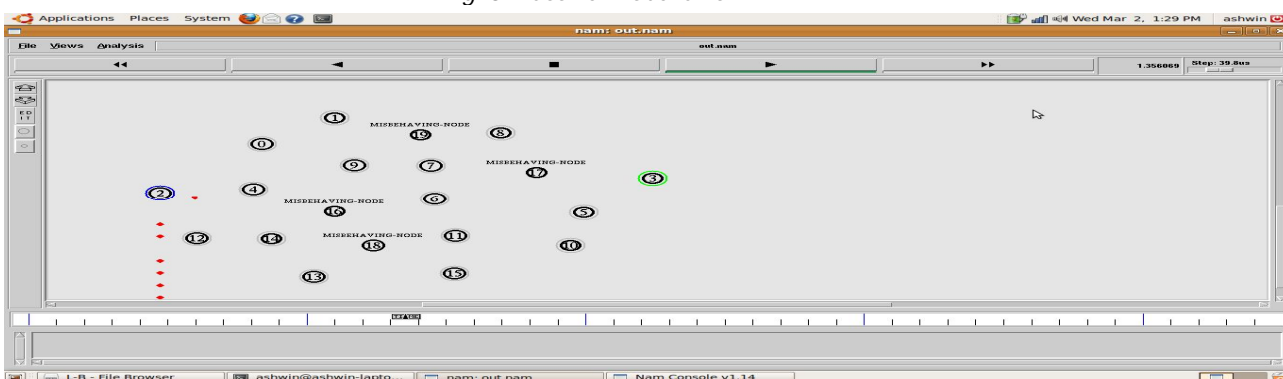 Applications Places System Wed Mar 2, 1:29 PM ashwin
nam: out.nam
File Views Analysis out.nam
1.356069 Step: 39.8us
ED
IT
1
MISBEHAVING-NODE
19
8
0
9
7
MISBEHAVING-NODE
17
3
2
4
MISBEHAVING-NODE
16
6
5
12
14
MISBEHAVING-NODE
18
11
10
13
15
L-R - File Browser ashwin@ashwin-lapto... nam: out.nam Nam Console v1.14